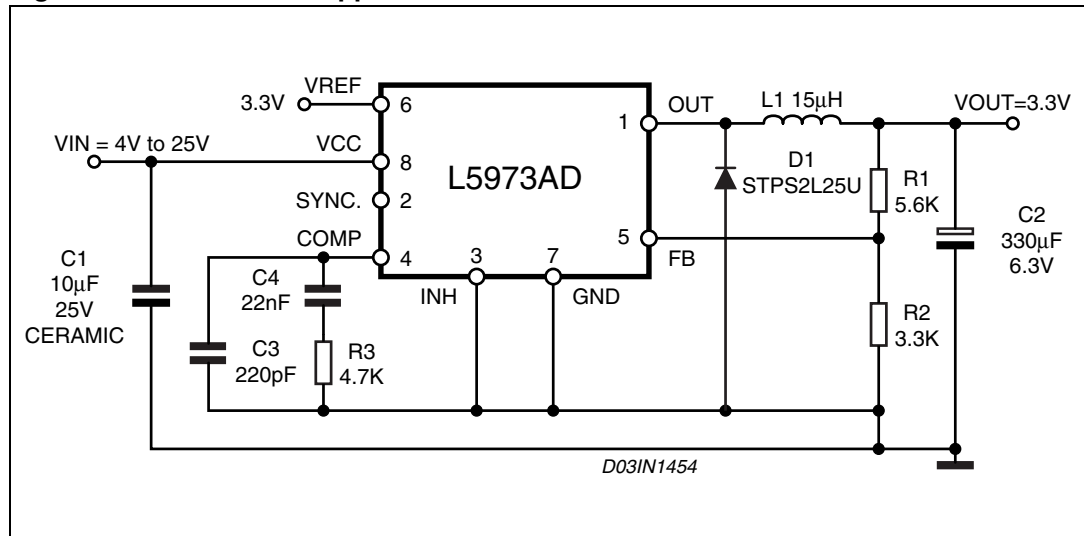 VREF
3.3V
6
VIN = 4V to 25V
VCC
8
SYNC.
2
COMP
4
L5973AD
3
7
INH
GND
1
OUT
5
FB
L1 15µH
VOUT=3.3V
D1
STPS2L25U
R1
5.6K
C2
330µF
6.3V
R2
3.3K
C1
10µF
25V
CERAMIC
C4
22nF
C3
220pF
R3
4.7K
D03IN1454